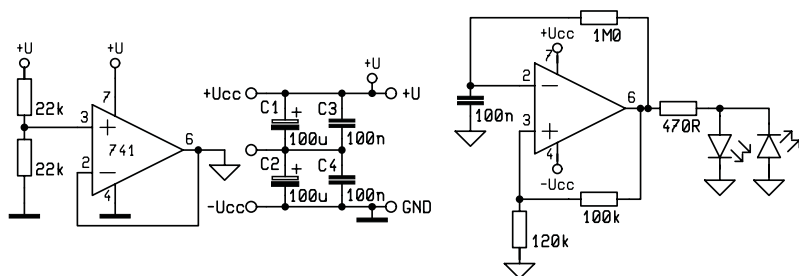 +U
+U
22k
22k
7
3
2
741
6
4
+U
+Ucc
+U
C1
+
C3
100u
100n
C2
+
C4
100u
100n
-Ucc
GND
1M0
+Ucc
7
2
100n
3
6
4
-Ucc
470R
100k
120k